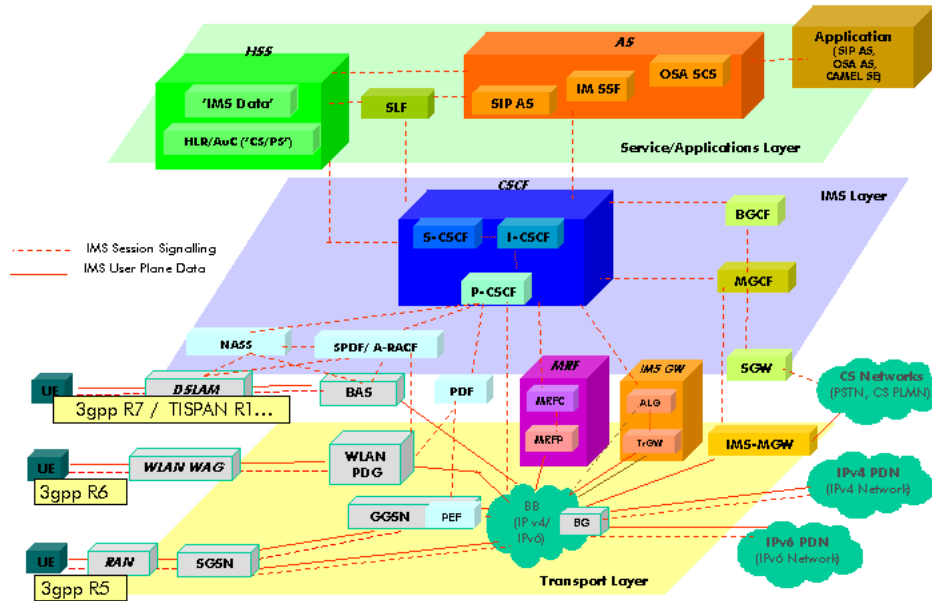 HSS
AS
Application
(SIP AS,
OSA AS,
CAMEL SE)
'IMS Data'
SLF
SIP AS
IM SSF
OSA SCS
HLR/AuC ('CS/PS')
Service/Applications Layer
CSCF
IMS Layer
S-CSCF
I-CSCF
BGCF
IMS Session Signalling
IMS User Plane Data
P-CSCF
MGCF
NASS
SPDF/ A-RACF
UE
DSLAM
BAS
PDF
MRF
IMS GW
SGW
CS Networks
(PSTN, CS PLMN)
3gpp R7 / TISPAN R1...
MRFC
ALG
MRFP
TrGW
IMS-MGW
UE
WLAN WAG
WLAN
PDG
3gpp R6
IPv4 PDN
(IPv4 Network)
GGSN
PEF
BB
(IP v4/
IPv6)
BG
IPv6 PDN
(IPv6 Network)
UE
RAN
SGSN
3gpp R5
Transport Layer